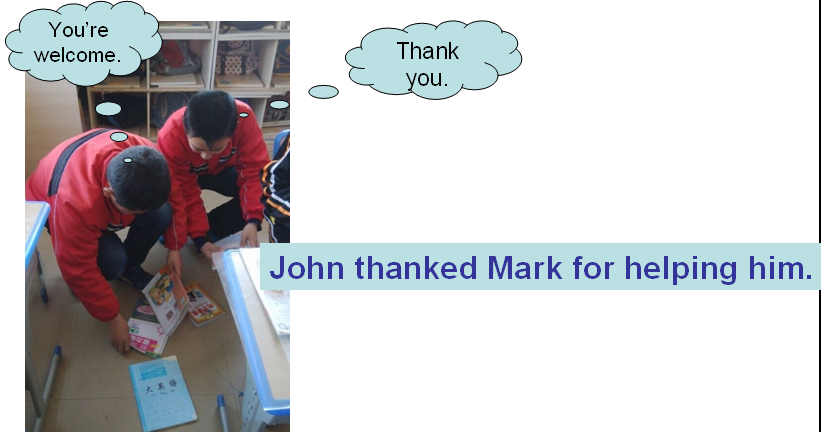 You're
welcome.
Thank
you.
John thanked Mark for helping him.
大英语